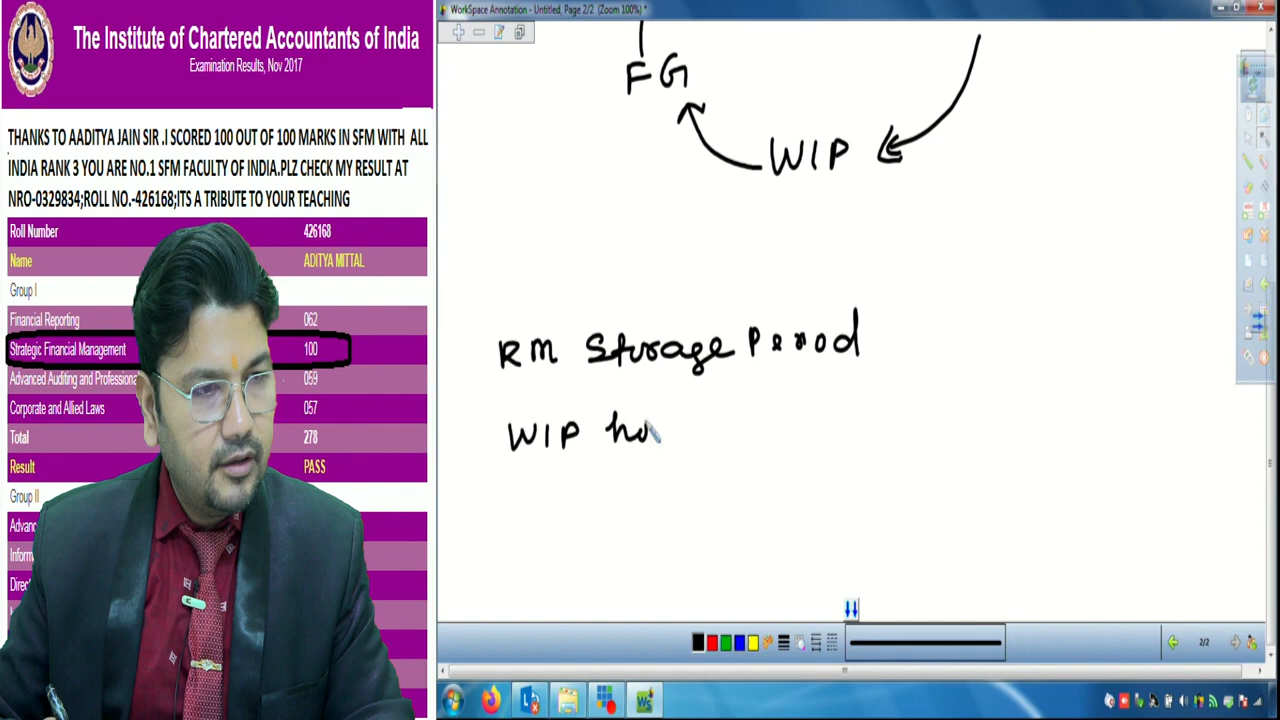 The Institute of Chartered Accountants of India
Examination Results, Nov 2017
THANKS TO AADITYA JAIN SIR .I SCORED 100 OUT OF 100 MARKS IN SFM WITH ALL
INDIA RANK 3 YOU ARE NO.1 SFM FACULTY OF INDIA.PLZ CHECK MY RESULT AT
NRO-0329834;ROLL NO.-426168;ITS A TRIBUTE TO YOUR TEACHING
Roll Number 426168
Name ADITYA MITTAL
Group I
Financial Reporting 062
Strategic Financial Management 100
Advanced Auditing and Professiona 059
Corporate and Allied Laws 057
Total 278
Result PASS
Group II
Advan
Inform
Direc
WorkSpace Annotation - Untitled, Page 2/2 (Zoom 100%) *
FG
WIP
RM Storage Period
WIP ho
2/2